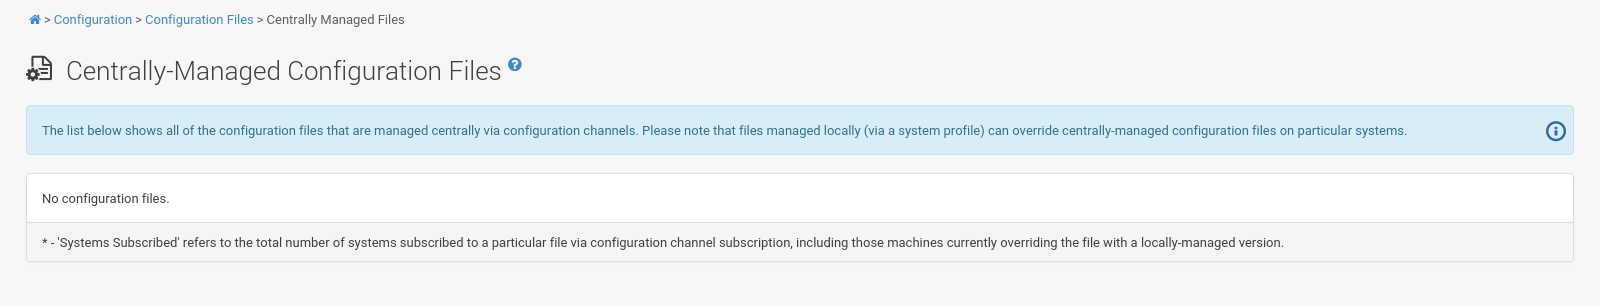 > Configuration > Configuration Files > Centrally Managed Files
Centrally-Managed Configuration Files ?
The list below shows all of the configuration files that are managed centrally via configuration channels. Please note that files managed locally (via a system profile) can override centrally-managed configuration files on particular systems.
No configuration files.
* - 'Systems Subscribed' refers to the total number of systems subscribed to a particular file via configuration channel subscription, including those machines currently overriding the file with a locally-managed version.